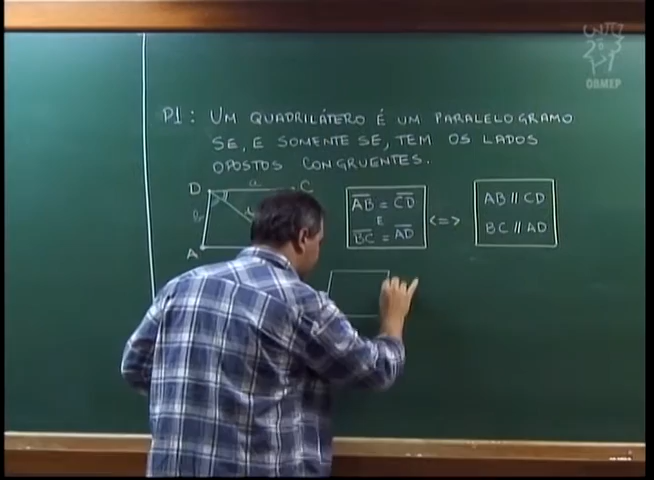 OBMEP
P1: UM QUADRILÁTERO É UM PARALELOGRAMO
SE, E SOMENTE SE, TEM OS LADOS
OPOSTOS CONGRUENTES.
D a C
b
A
AB = CD
E
BC = AD
<=>
AB // CD
BC // AD